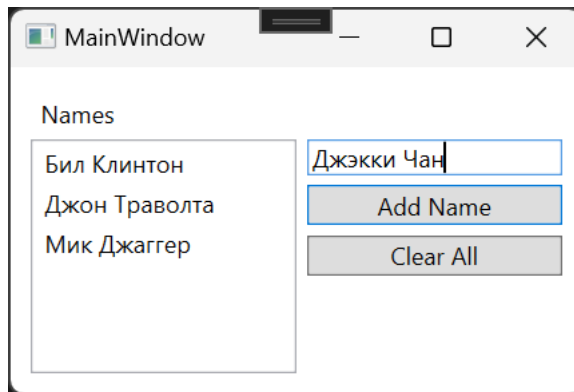 MainWindow
Names
Бил Клинтон
Джон Траволта
Мик Джаггер
Джэкки Чан
Add Name
Clear All